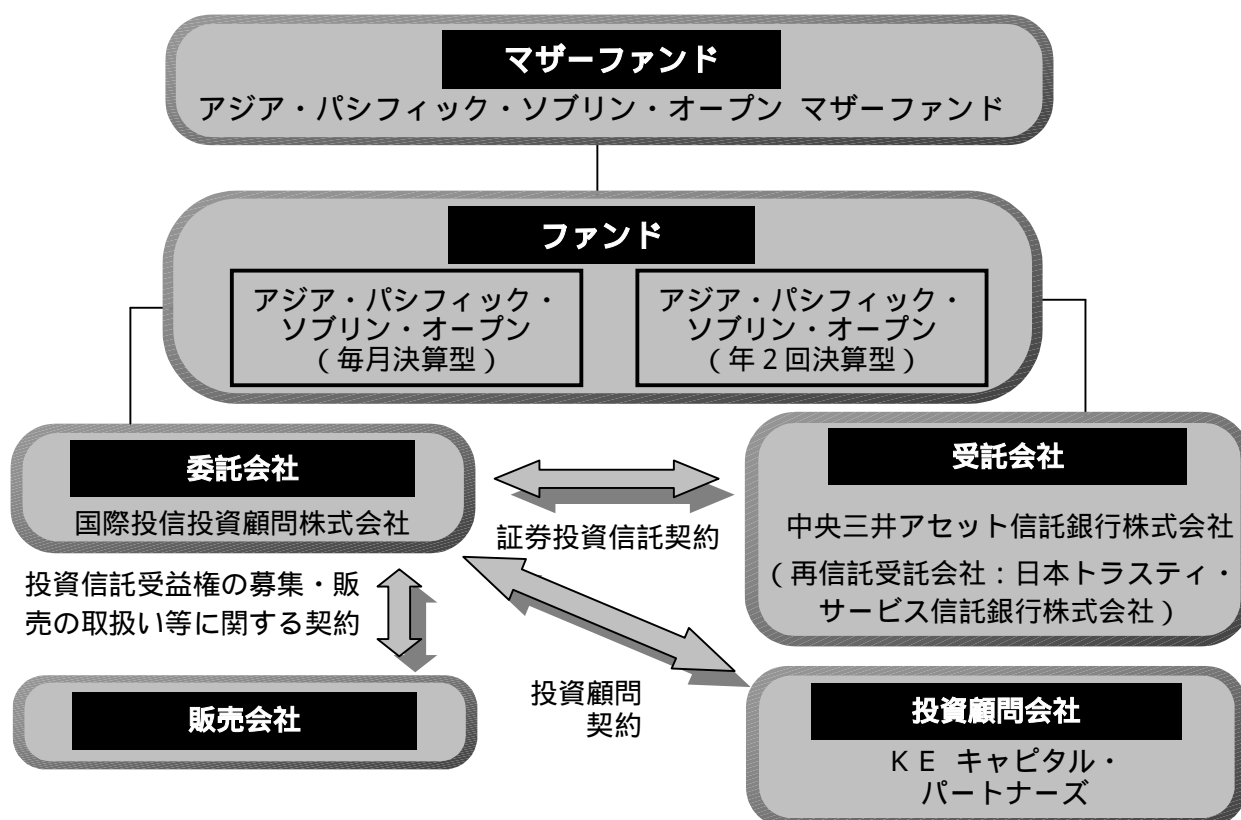 マザーファンド
アジア・パシフィック・ソブリン・オープン マザーファンド
ファンド
アジア・パシフィック・
ソブリン・オープン
(毎月決算型)
アジア・パシフィック・
ソブリン・オープン
(年2回決算型)
委託会社
国際投信投資顧問株式会社
証券投資信託契約
受託会社
中央三井アセット信託銀行株式会社
(再信託受託会社:日本トラスティ・
サービス信託銀行株式会社)
投資信託受益権の募集・販
売の取扱い等に関する契約
販売会社
投資顧問
契約
投資顧問会社
KE キャピタル・
パートナーズ